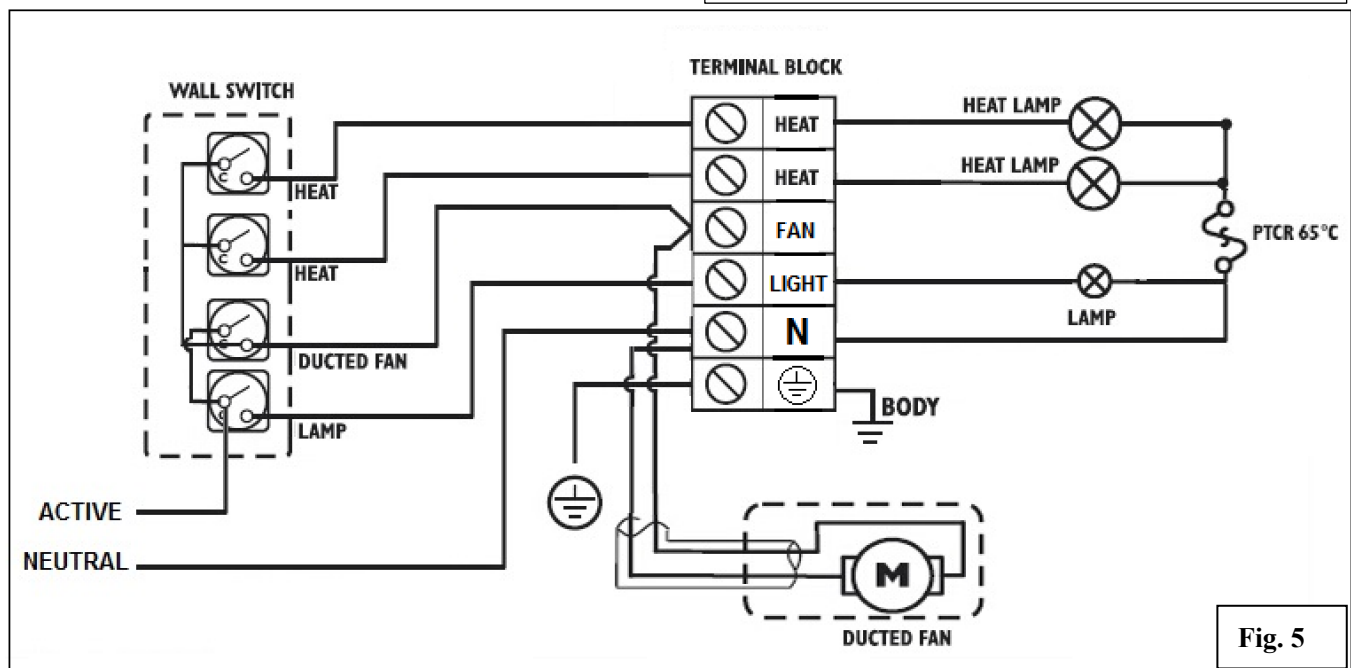 WALL SWITCH
TERMINAL BLOCK
C
HEAT
C
HEAT
C
DUCTED FAN
C
LAMP
ACTIVE
NEUTRAL
HEAT
HEAT
FAN
LIGHT
N
BODY
HEAT LAMP
HEAT LAMP
PTCR 65°C
LAMP
M
DUCTED FAN
Fig. 5